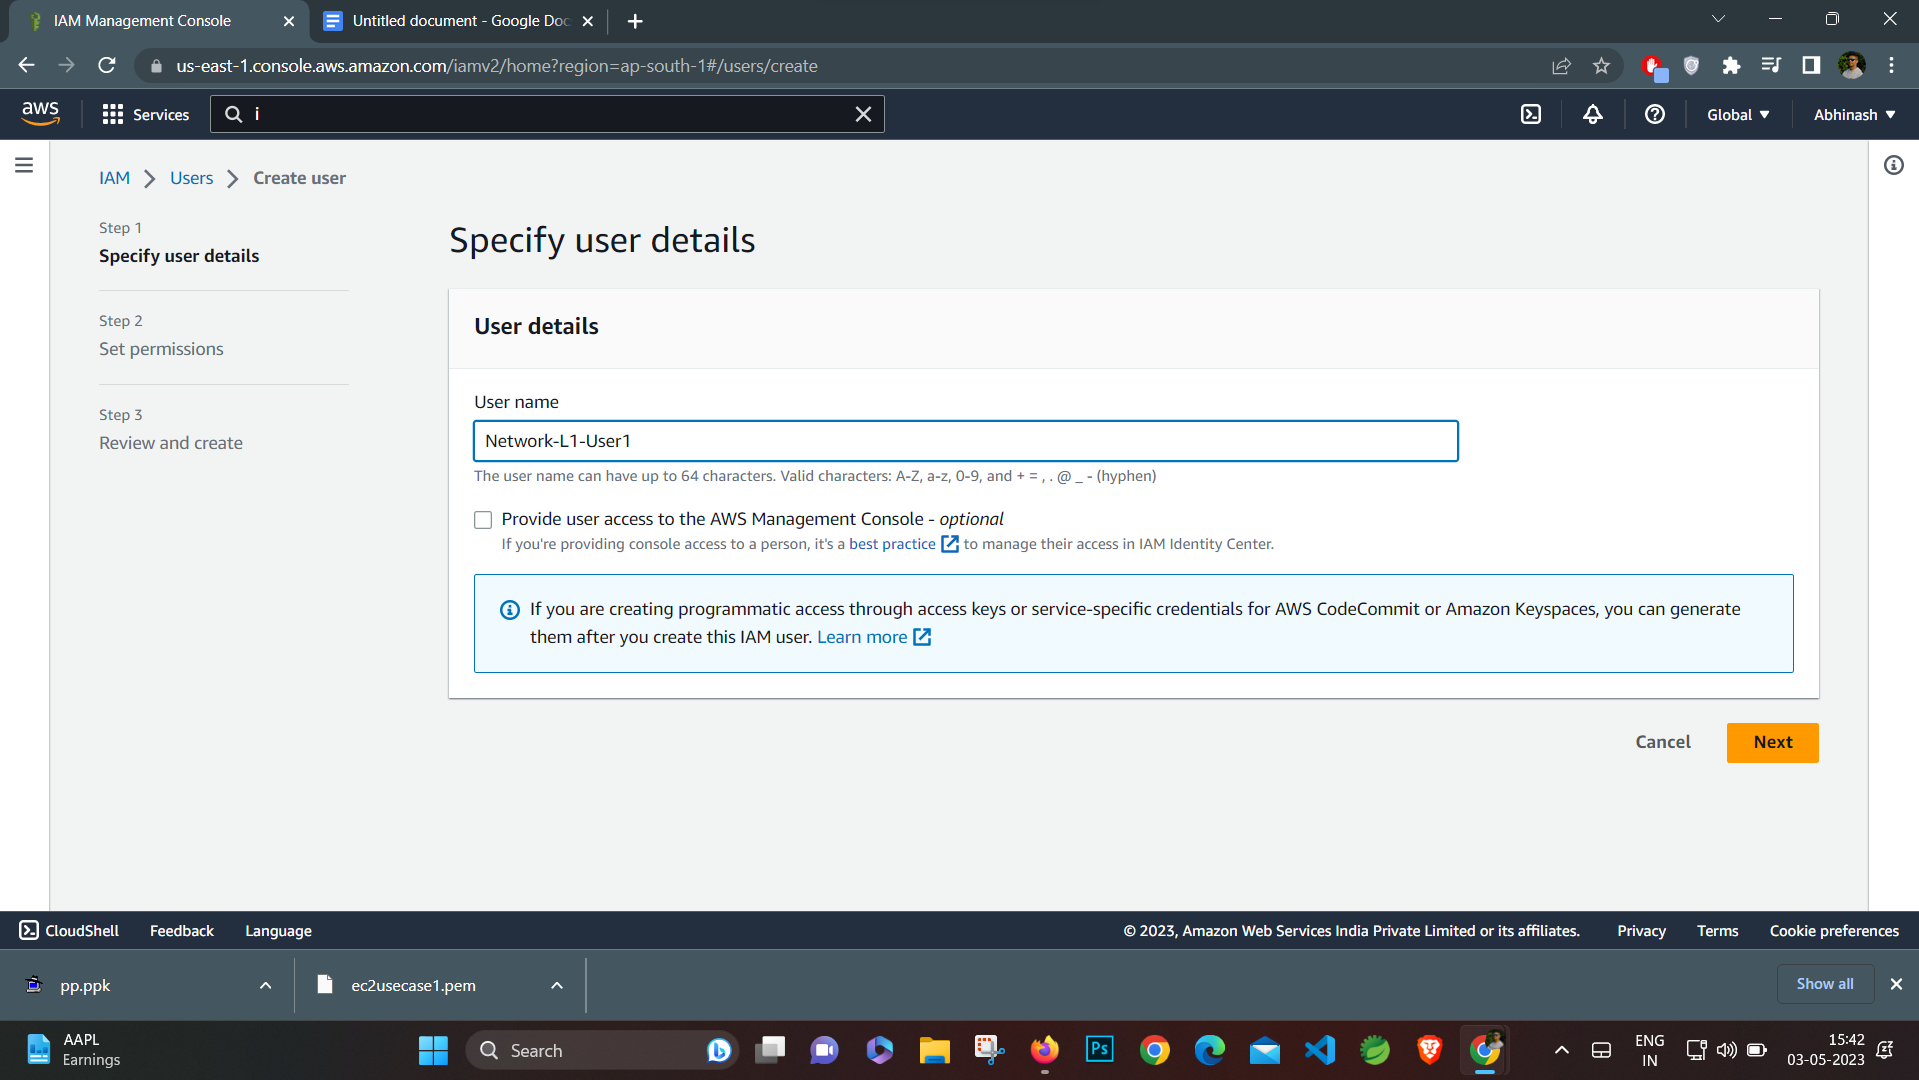 IAM Management Console
Untitled document - Google Doc
us-east-1.console.aws.amazon.com/iamv2/home?region=ap-south-1#/users/create
aws
Services
i
Global
Abhinash
IAM
Users
Create user
Step 1
Specify user details
Step 2
Set permissions
Step 3
Review and create
Specify user details
User details
User name
Network-L1-User1
The user name can have up to 64 characters. Valid characters: A-Z, a-z, 0-9, and + = , . @ _ - (hyphen)
Provide user access to the AWS Management Console - optional
If you're providing console access to a person, it's a best practice to manage their access in IAM Identity Center.
If you are creating programmatic access through access keys or service-specific credentials for AWS CodeCommit or Amazon Keyspaces, you can generate
them after you create this IAM user. Learn more
Cancel
Next
CloudShell
Feedback
Language
© 2023, Amazon Web Services India Private Limited or its affiliates.
Privacy
Terms
Cookie preferences
pp.ppk
ec2usecase1.pem
Show all
AAPL
Earnings
Search
Ps
ENG
IN
15:42
03-05-2023